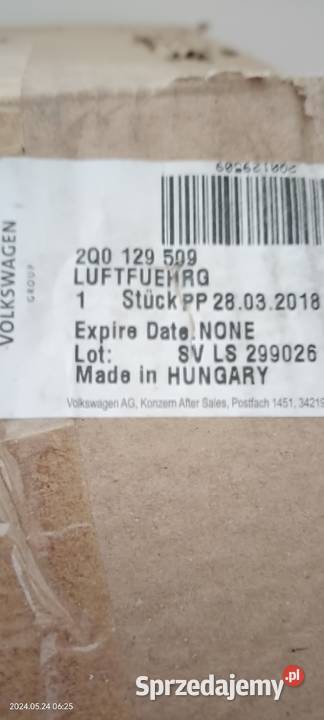 2Q0129509
VOLKSWAGEN
GROUP
2Q0 129 509
LUFTFUEHRG
1 Stück PP 28.03.2018
Expire Date: NONE
Lot: SV LS 299026
Made in HUNGARY
Volkswagen AG, Konzern After Sales, Postfach 1451, 34219
2024.05.24 06:25
Sprzedajemy.pl